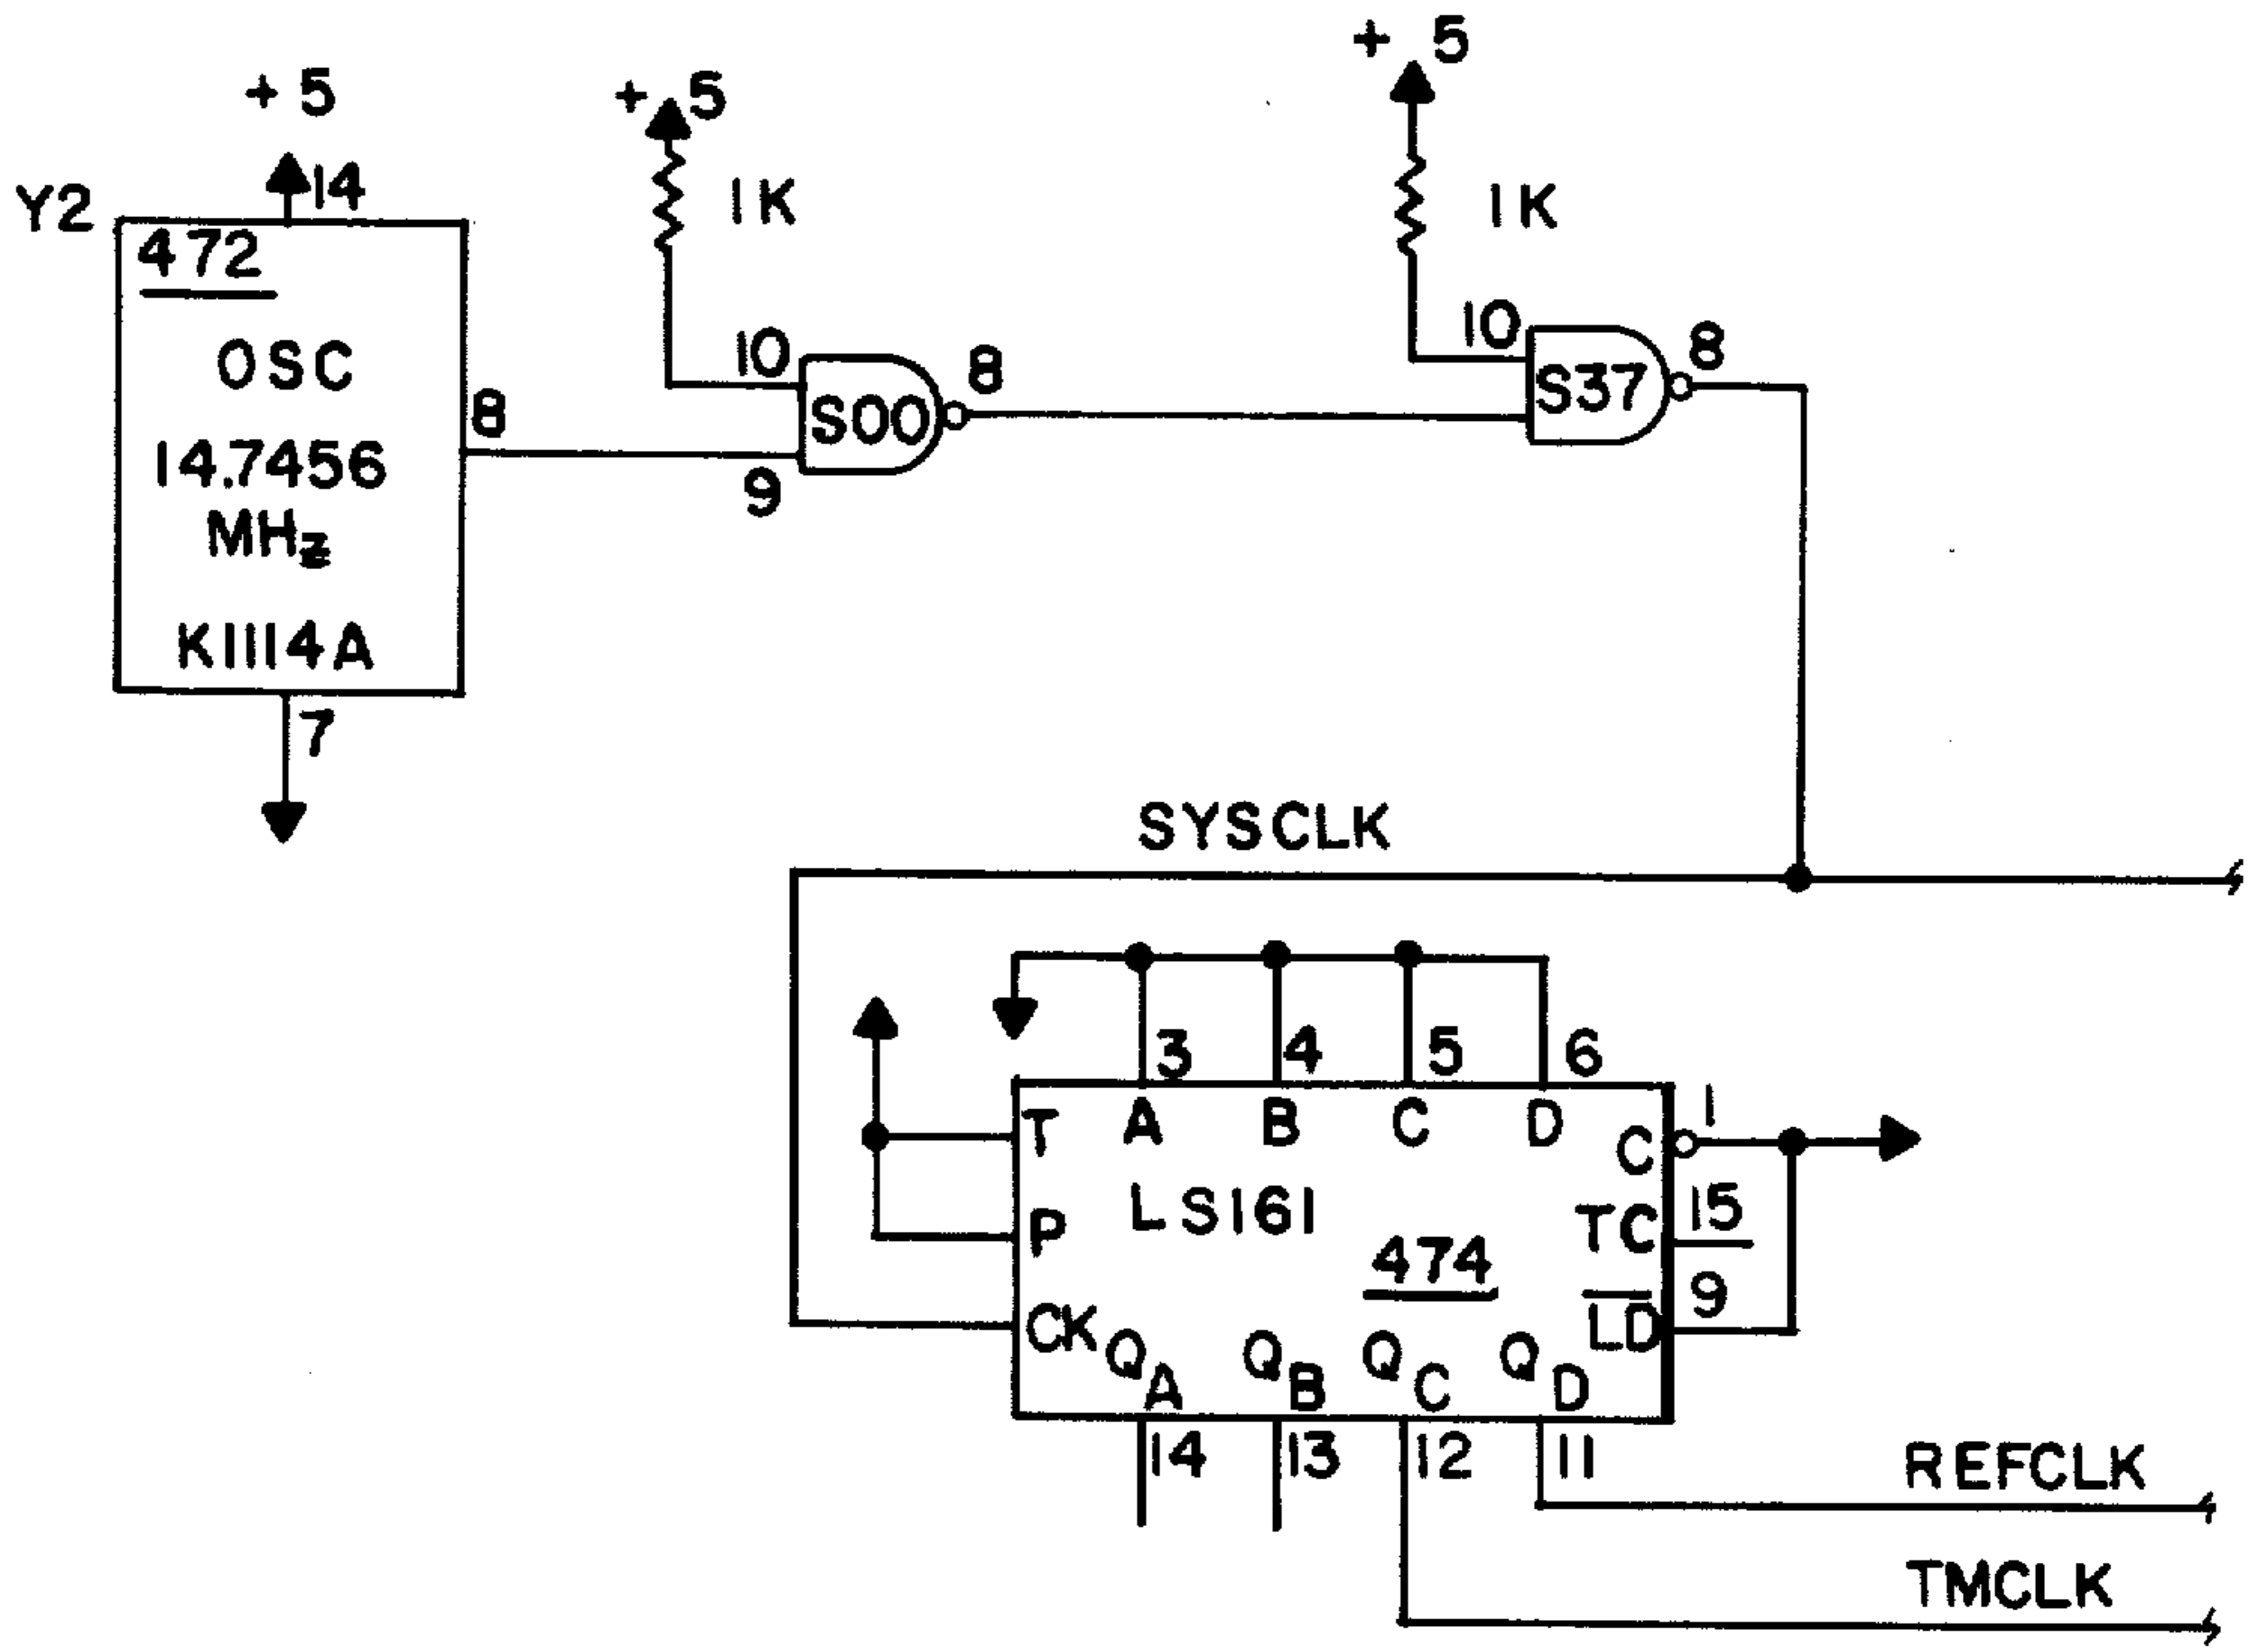 + 5
+ 5
+ 5
14
Y2
472
1K
1K
OSC
14.7456
MHz
K1114A
8
7
10
S00
8
9
10
S37
8
SYSCLK
3 4 5 6
T A B C D C 1
LS161
P
474
TC 15
CK
LD 9
QA QB QC QD
14 13 12 11
REFCLK
TMCLK